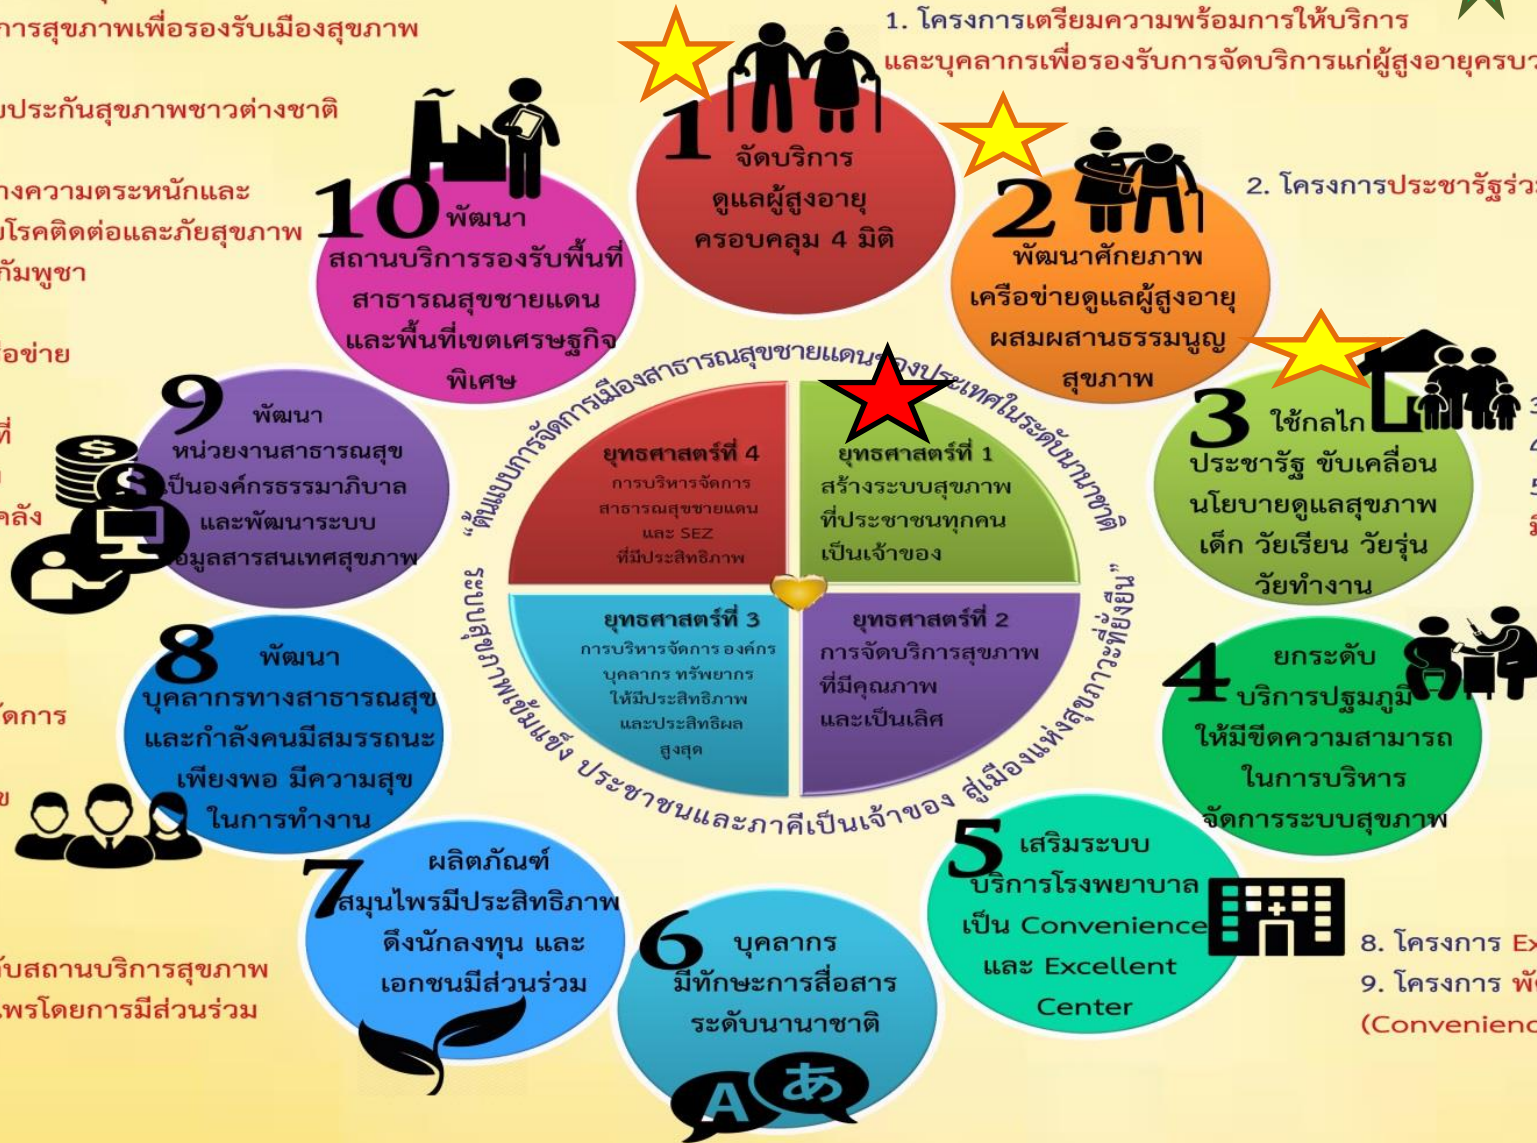 การสุขภาพเพื่อรองรับเมืองสุขภาพ
ประกันสุขภาพชาวต่างชาติ
างความตระหนักและ
โรคติดต่อและภัยสุขภาพ
กัมพูชา
อข่าย
ที่
คลัง
ัดการ
ับสถานบริการสุขภาพ
ไพรโดยการมีส่วนร่วม
1. โครงการเตรียมความพร้อมการให้บริการ
และบุคลากรเพื่อรองรับการจัดบริการแก่ผู้สูงอายุครบว
2. โครงการประชารัฐร่ว
8. โครงการ Ex
9. โครงการ พั
(Convenienc
1
จัดบริการ
ดูแลผู้สูงอายุ
ครอบคลุม 4 มิติ
2
พัฒนาศักยภาพ
เครือข่ายดูแลผู้สูงอายุ
ผสมผสานธรรมนูญ
สุขภาพ
3
ใช้กลไก
ประชารัฐ ขับเคลื่อน
นโยบายดูแลสุขภาพ
เด็ก วัยเรียน วัยรุ่น
วัยทำงาน
4
ยกระดับ
บริการปฐมภูมิ
ให้มีขีดความสามารถ
ในการบริหาร
จัดการระบบสุขภาพ
5
เสริมระบบ
บริการโรงพยาบาล
เป็น Convenience
และ Excellent
Center
6
บุคลากร
มีทักษะการสื่อสาร
ระดับนานาชาติ
A あ
7
ผลิตภัณฑ์
สมุนไพรมีประสิทธิภาพ
ดึงนักลงทุน และ
เอกชนมีส่วนร่วม
8
พัฒนา
บุคลากรทางสาธารณสุข
และกำลังคนมีสมรรถนะ
เพียงพอ มีความสุข
ในการทำงาน
9
พัฒนา
หน่วยงานสาธารณสุข
เป็นองค์กรธรรมาภิบาล
และพัฒนาระบบ
ข้อมูลสารสนเทศสุขภาพ
$
$
10
พัฒนา
สถานบริการรองรับพื้นที่
สาธารณสุขชายแดน
และพื้นที่เขตเศรษฐกิจ
พิเศษ
“ต้นแบบการจัดการเมืองสาธารณสุขชายแดนของประเทศในระดับนานาชาติ
ระบบสุขภาพเข้มแข็ง ประชาชนและภาคีเป็นเจ้าของ สู่เมืองแห่งสุขภาวะที่ยั่งยืน”
ยุทธศาสตร์ที่ 4
การบริหารจัดการ
สาธารณสุขชายแดน
และ SEZ
ที่มีประสิทธิภาพ
ยุทธศาสตร์ที่ 1
สร้างระบบสุขภาพ
ที่ประชาชนทุกคน
เป็นเจ้าของ
ยุทธศาสตร์ที่ 3
การบริหารจัดการ องค์กร
บุคลากร ทรัพยากร
ให้มีประสิทธิภาพ
และประสิทธิผล
สูงสุด
ยุทธศาสตร์ที่ 2
การจัดบริการสุขภาพ
ที่มีคุณภาพ
และเป็นเลิศ